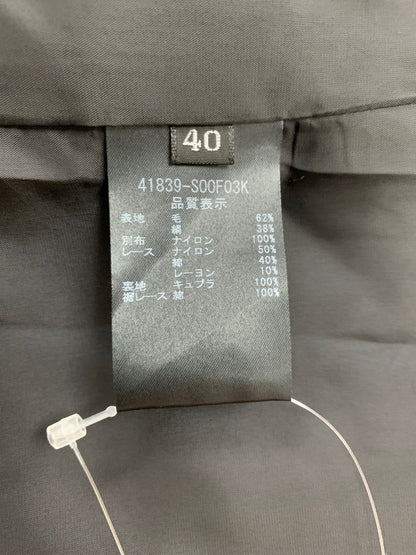 40
41839-S00F03K
品質表示
表地 毛 62%
絹 38%
別布 ナイロン 100%
レース ナイロン 50%
綿 40%
レーヨン 10%
裏地 キュプラ 100%
裾レース 綿 100%